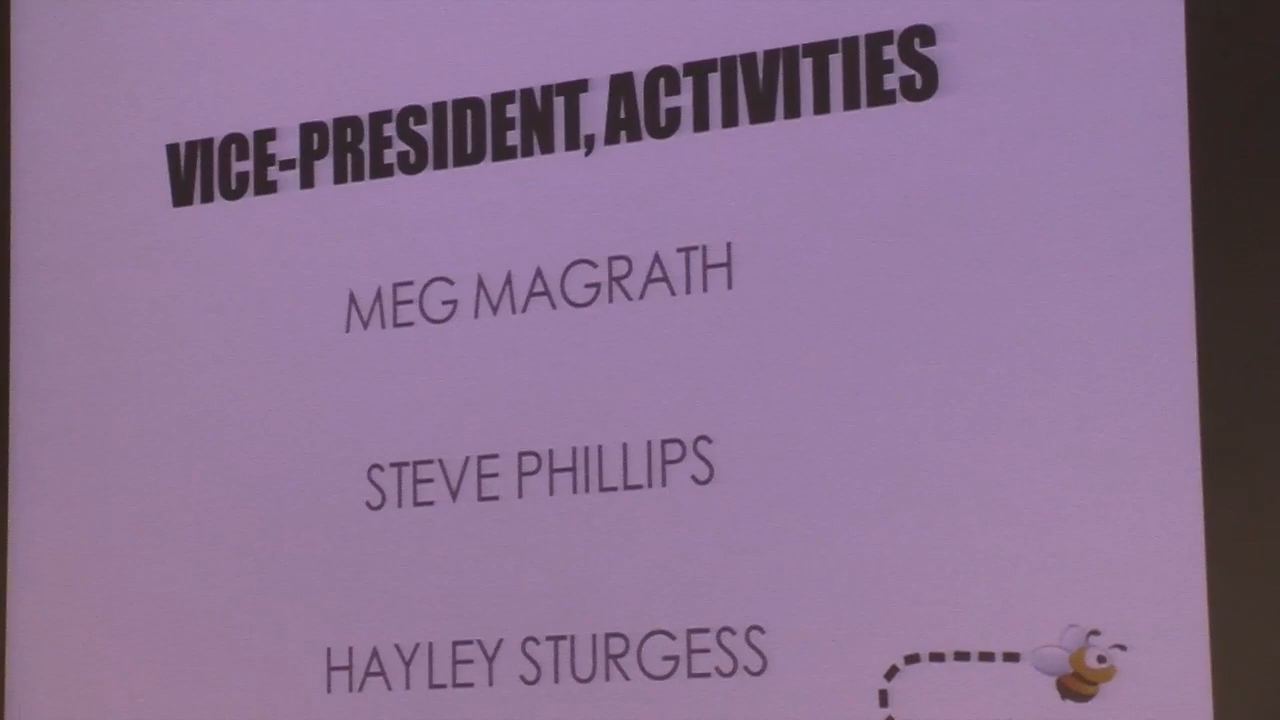 VICE-PRESIDENT, ACTIVITIES
MEG MAGRATH
STEVE PHILLIPS
HAYLEY STURGESS